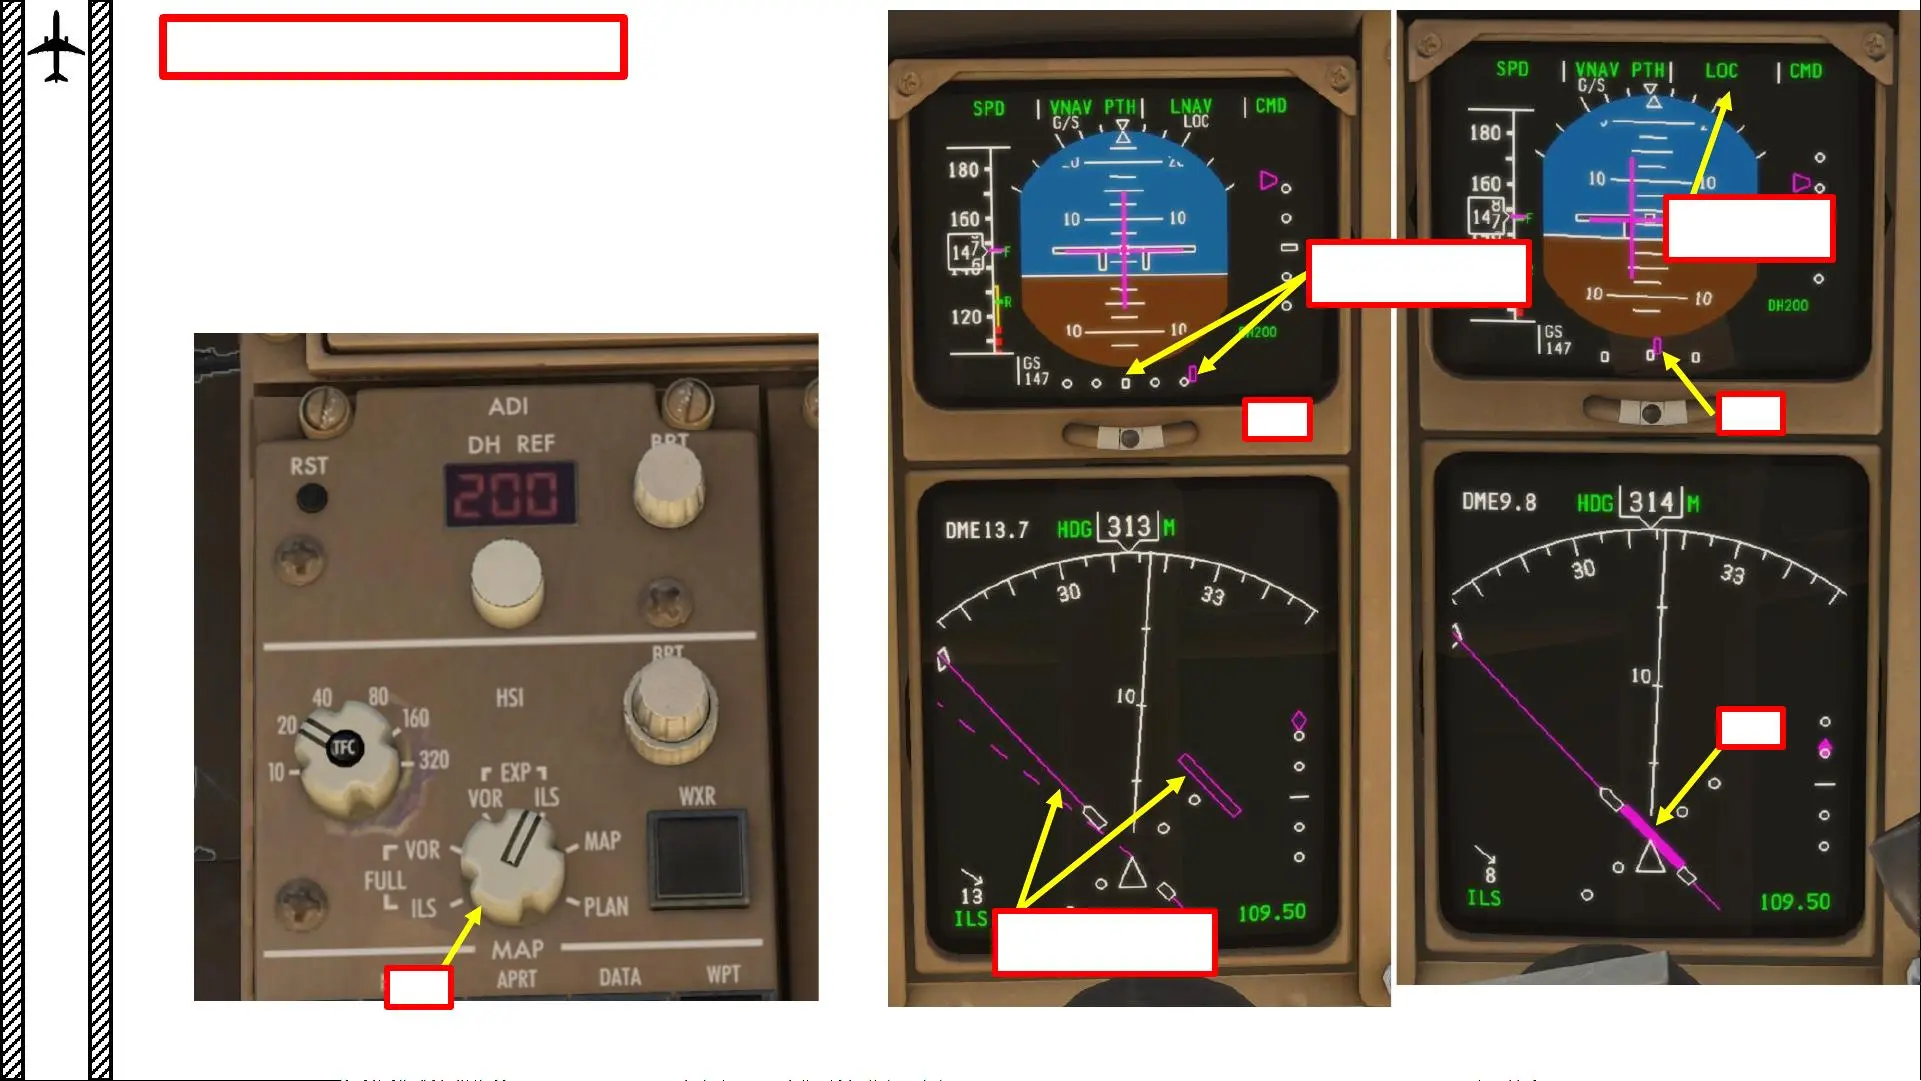 ADI
DH REF
BRT
RST
200
BRT
HSI
40
80
20
160
TFC
10
320
EXP
VOR
ILS
WXR
VOR
MAP
FULL
ILS
PLAN
MAP
APRT
DATA
WPT
SPD
VNAV PTH
LNAV
CMD
G/S
LOC
180
160
147
F
R
120
10
10
10
10
DH200
GS
147
DME13.7
HDG
313
M
30
33
10
13
ILS
109.50
SPD
VNAV PTH
LOC
CMD
G/S
180
160
147
F
10
10
10
10
DH200
GS
147
DME9.8
HDG
314
M
30
33
10
8
ILS
109.50